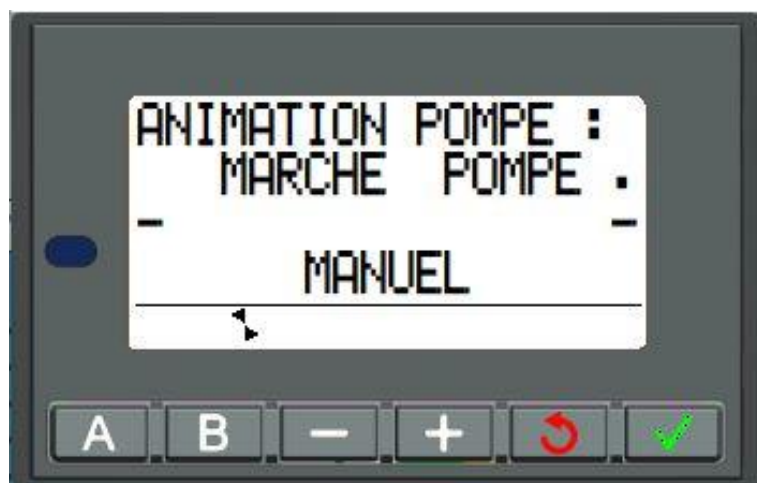 ANIMATION POMPE :
MARCHE POMPE .
- -
MANUEL
A B - +